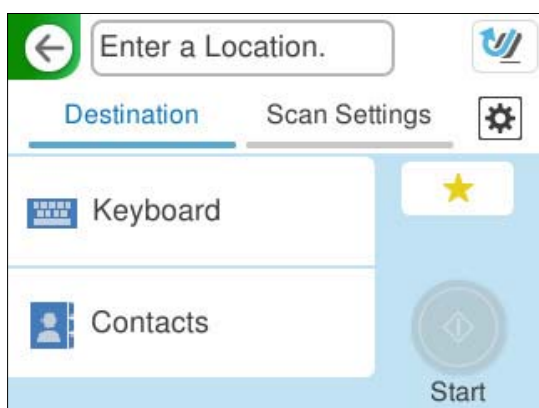 Enter a Location.
Destination Scan Settings
Keyboard
Contacts
Start